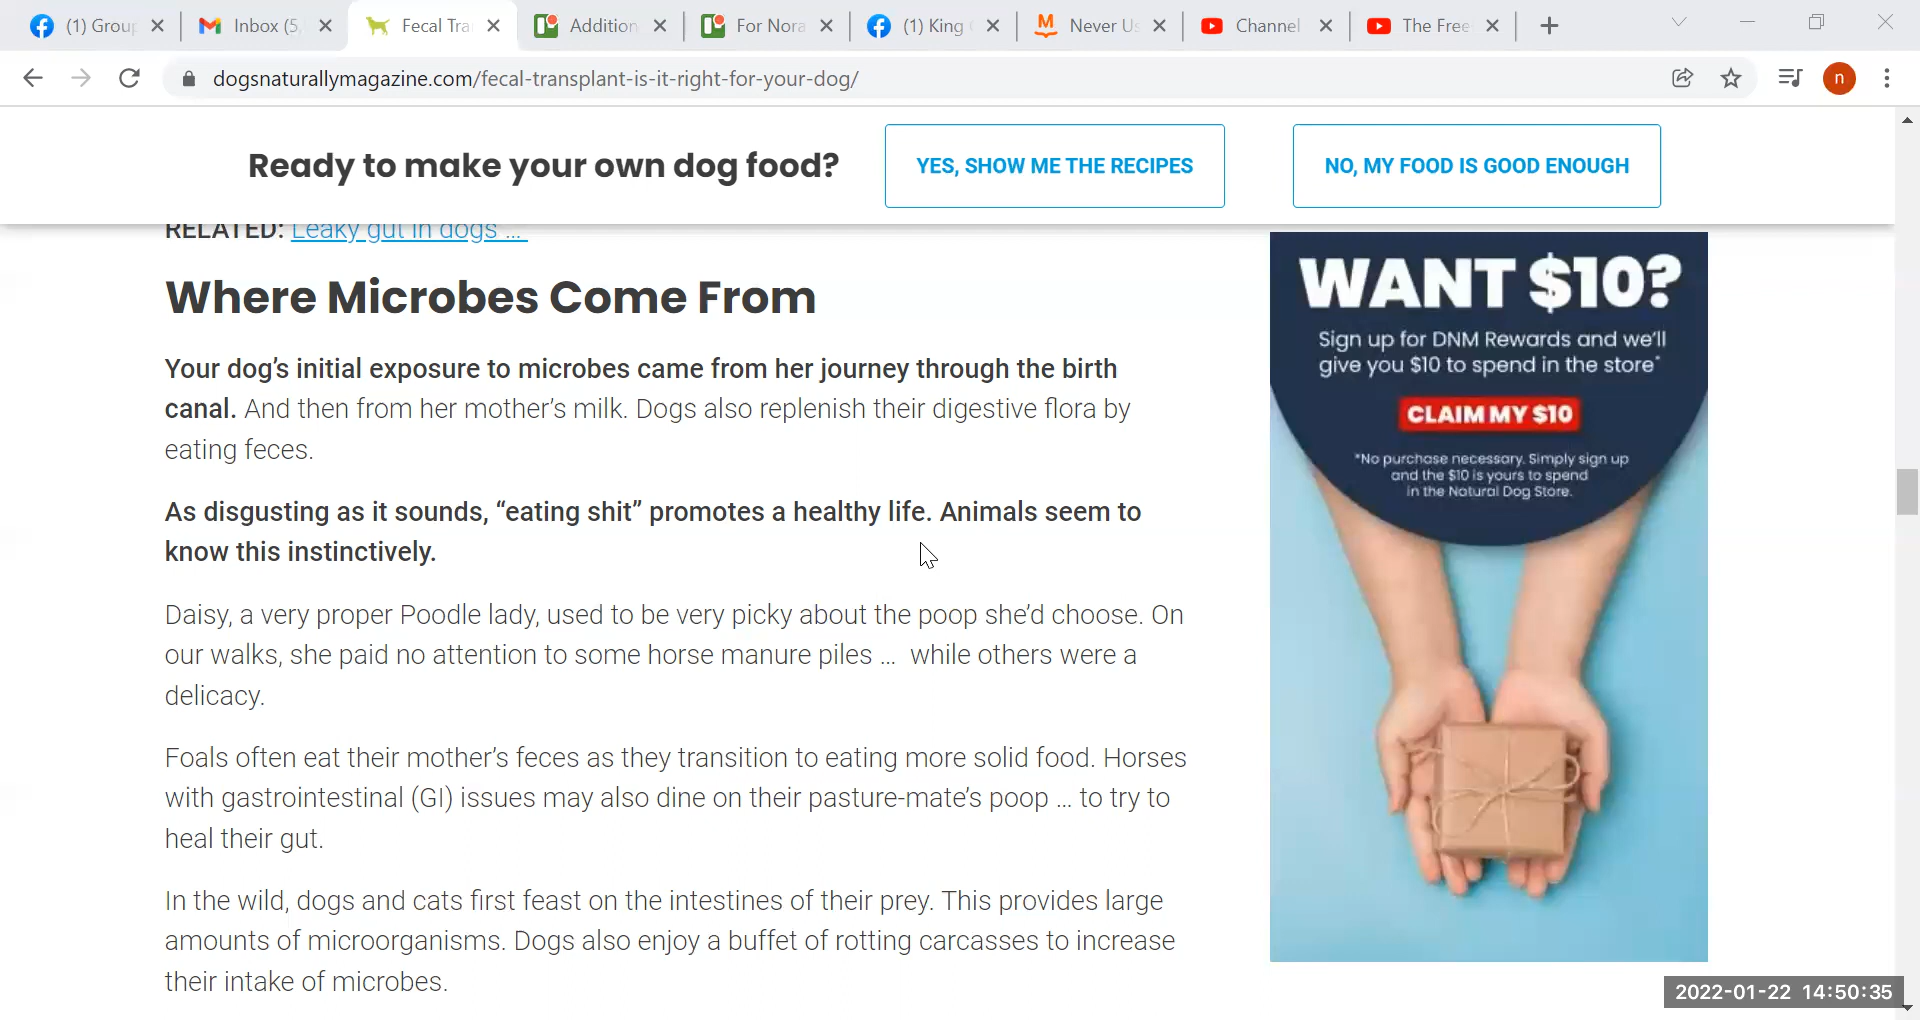 (1) Group
Inbox (5,
Fecal Tra
Addition
For Nora
(1) King
Never Us
Channel
The Free
dogsnaturallymagazine.com/fecal-transplant-is-it-right-for-your-dog/
n
Ready to make your own dog food?
YES, SHOW ME THE RECIPES
NO, MY FOOD IS GOOD ENOUGH
RELATED: Leaky gut in dogs ...
Where Microbes Come From
Your dog’s initial exposure to microbes came from her journey through the birth
canal. And then from her mother’s milk. Dogs also replenish their digestive flora by
eating feces.
As disgusting as it sounds, “eating shit” promotes a healthy life. Animals seem to
know this instinctively.
Daisy, a very proper Poodle lady, used to be very picky about the poop she’d choose. On
our walks, she paid no attention to some horse manure piles … while others were a
delicacy.
Foals often eat their mother’s feces as they transition to eating more solid food. Horses
with gastrointestinal (GI) issues may also dine on their pasture-mate’s poop … to try to
heal their gut.
In the wild, dogs and cats first feast on the intestines of their prey. This provides large
amounts of microorganisms. Dogs also enjoy a buffet of rotting carcasses to increase
their intake of microbes.
WANT $10?
Sign up for DNM Rewards and we’ll
give you $10 to spend in the store*
CLAIM MY $10
*No purchase necessary. Simply sign up
and the $10 is yours to spend
in the Natural Dog Store.
2022-01-22 14:50:35